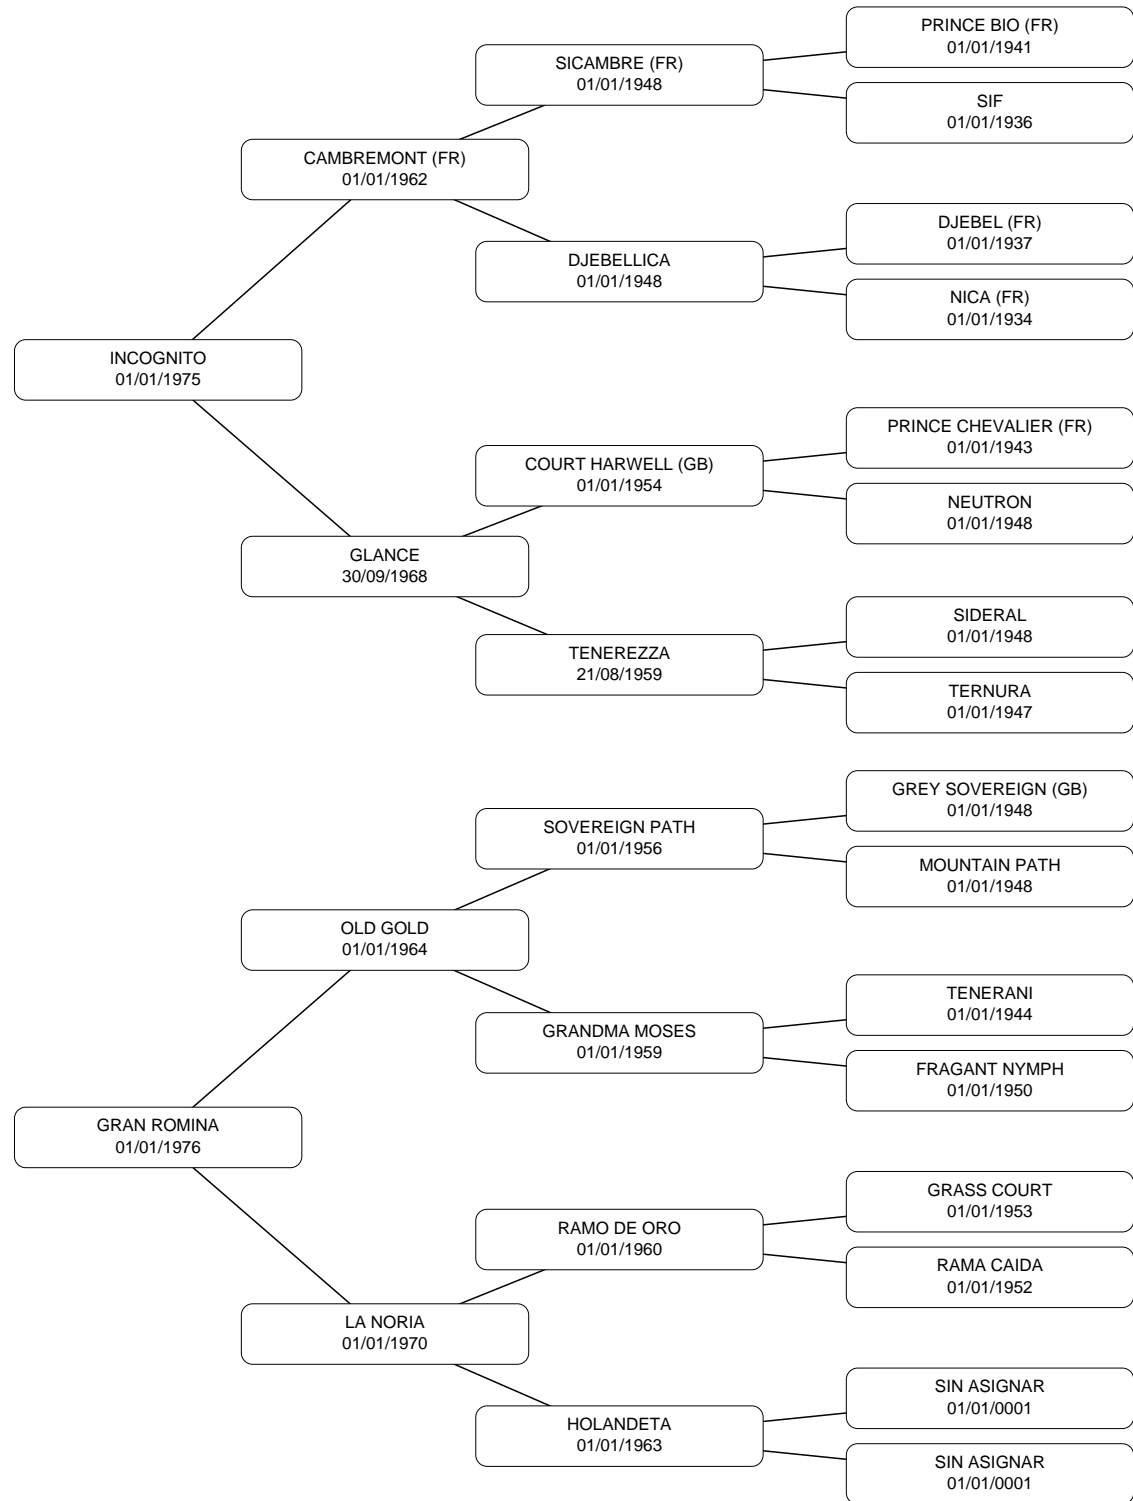 PRINCE BIO (FR)
01/01/1941
SICAMBRE (FR)
01/01/1948
SIF
01/01/1936
CAMBREMONT (FR)
01/01/1962
DJEBEL (FR)
01/01/1937
DJEBELLICA
01/01/1948
NICA (FR)
01/01/1934
INCOGNITO
01/01/1975
PRINCE CHEVALIER (FR)
01/01/1943
COURT HARWELL (GB)
01/01/1954
NEUTRON
01/01/1948
GLANCE
30/09/1968
SIDERAL
01/01/1948
TENEREZZA
21/08/1959
TERNURA
01/01/1947
GREY SOVEREIGN (GB)
01/01/1948
SOVEREIGN PATH
01/01/1956
MOUNTAIN PATH
01/01/1948
OLD GOLD
01/01/1964
TENERANI
01/01/1944
GRANDMA MOSES
01/01/1959
FRAGANT NYMPH
01/01/1950
GRAN ROMINA
01/01/1976
GRASS COURT
01/01/1953
RAMO DE ORO
01/01/1960
RAMA CAIDA
01/01/1952
LA NORIA
01/01/1970
SIN ASIGNAR
01/01/0001
HOLANDETA
01/01/1963
SIN ASIGNAR
01/01/0001